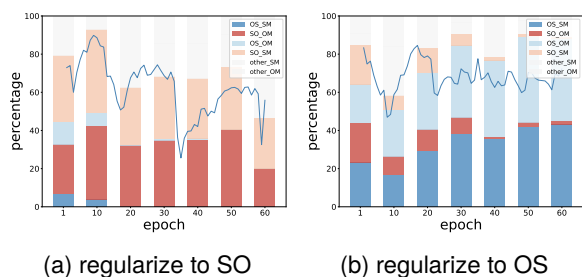 100
80
60
40
20
0
percentage
1 10 20 30 40 50 60
epoch
OS_SM
SO_OM
OS_OM
SO_SM
other_SM
other_OM
(a) regularize to SO
100
80
60
40
20
0
percentage
1 10 20 30 40 50 60
epoch
OS_SM
SO_OM
OS_OM
SO_SM
other_SM
other_OM
(b) regularize to OS